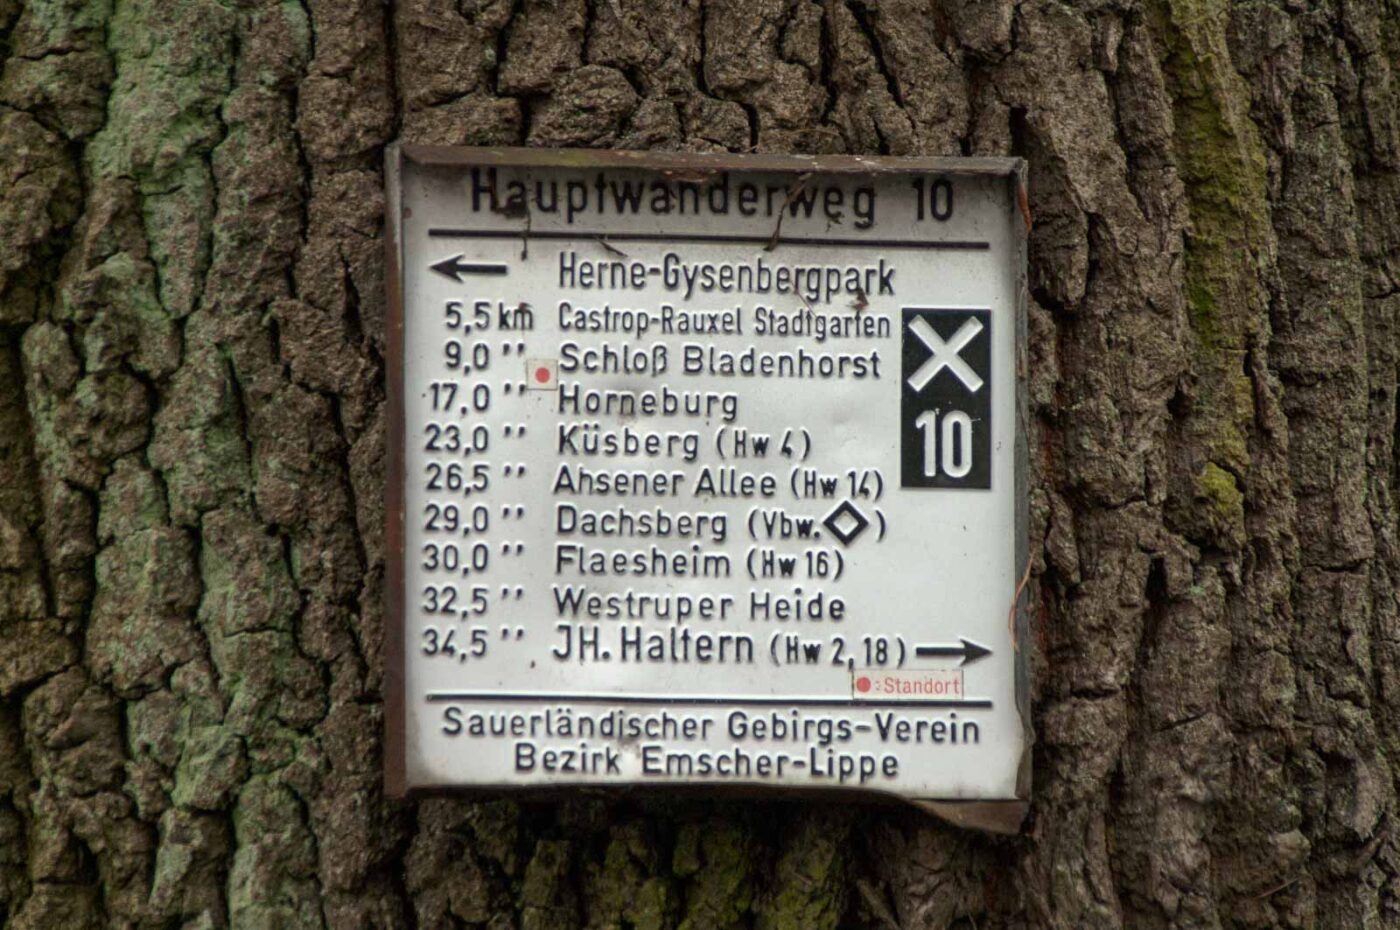 Hauptwanderweg 10
← Herne-Gysenbergpark
5,5 km Castrop-Rauxel Stadtgarten
9,0 '' Schloß Bladenhorst
17,0 '' Horneburg
23,0 '' Küsberg (Hw 4)
26,5 '' Ahsener Allee (Hw 14)
29,0 '' Dachsberg (Vbw. ◇)
30,0 '' Flaesheim (Hw 16)
32,5 '' Westruper Heide
34,5 '' JH. Haltern (Hw 2, 18) →
X
10
● : Standort
Sauerländischer Gebirgs-Verein
Bezirk Emscher-Lippe